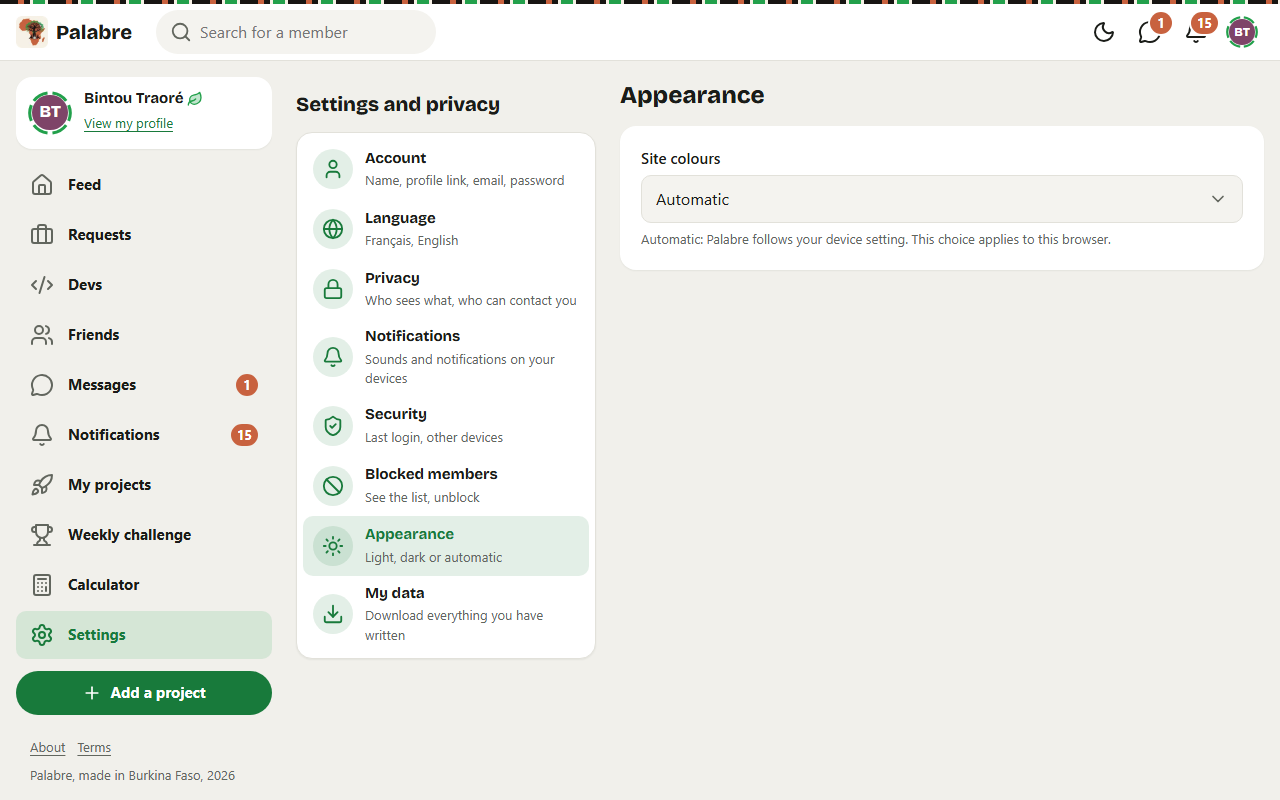 Palabre
Search for a member
1
15
BT
BT
Bintou Traoré
View my profile
Feed
Requests
Devs
Friends
Messages
1
Notifications
15
My projects
Weekly challenge
Calculator
Settings
Add a project
About Terms
Palabre, made in Burkina Faso, 2026
Settings and privacy
Account
Name, profile link, email, password
Language
Français, English
Privacy
Who sees what, who can contact you
Notifications
Sounds and notifications on your
devices
Security
Last login, other devices
Blocked members
See the list, unblock
Appearance
Light, dark or automatic
My data
Download everything you have
written
Appearance
Site colours
Automatic
Automatic: Palabre follows your device setting. This choice applies to this browser.